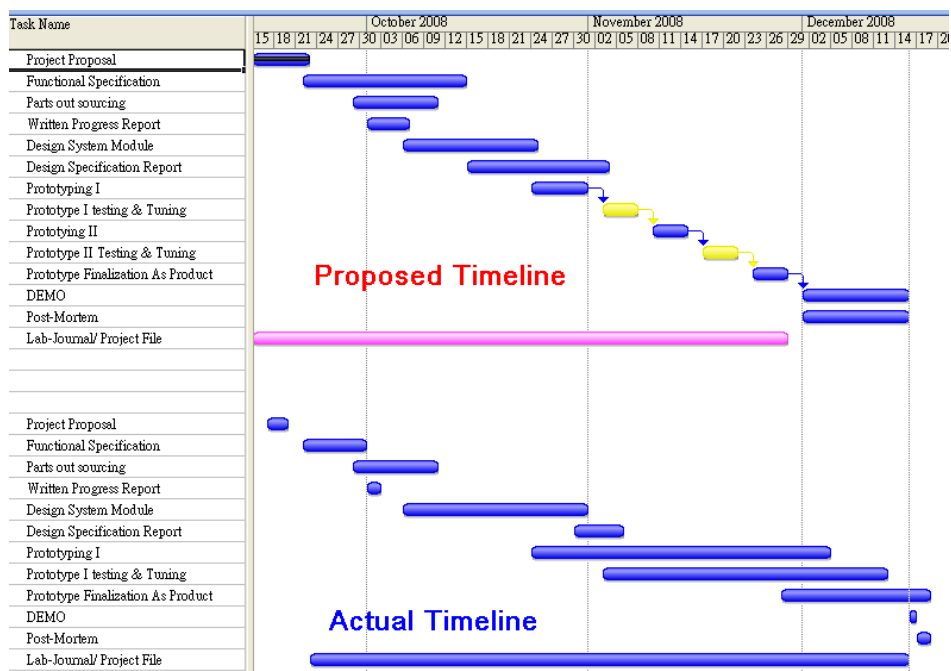 Task Name
October 2008 November 2008 December 2008
15 18 21 24 27 30 03 06 09 12 15 18 21 24 27 30 02 05 08 11 14 17 20 23 26 29 02 05 08 11 14 17 20
Project Proposal
Functional Specification
Parts out sourcing
Written Progress Report
Design System Module
Design Specification Report
Prototyping I
Prototype I testing & Tuning
Protoying II
Prototype II Testing & Tuning
Prototype Finalization As Product
Proposed Timeline
DEMO
Post-Mortem
Lab-Journal/ Project File
Project Proposal
Functional Specification
Parts out sourcing
Written Progress Report
Design System Module
Design Specification Report
Prototyping I
Prototype I testing & Tuning
Prototype Finalization As Product
DEMO
Actual Timeline
Post-Mortem
Lab-Journal/ Project File